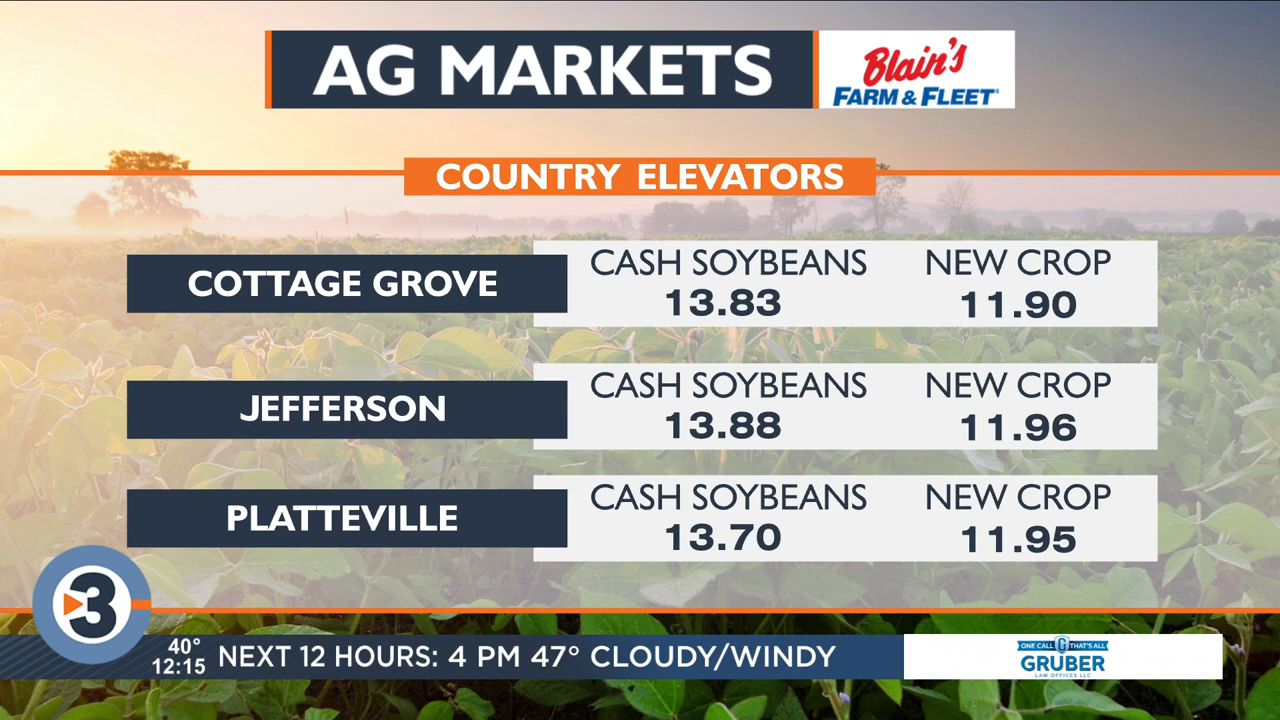 AG MARKETS
Blain's
FARM & FLEET
COUNTRY ELEVATORS
COTTAGE GROVE
CASH SOYBEANS
13.83
NEW CROP
11.90
JEFFERSON
CASH SOYBEANS
13.88
NEW CROP
11.96
PLATTEVILLE
CASH SOYBEANS
13.70
NEW CROP
11.95
3
40°
12:15
NEXT 12 HOURS: 4 PM 47° CLOUDY/WINDY
ONE CALL G THAT'S ALL
GRUBER
LAW OFFICES LLC